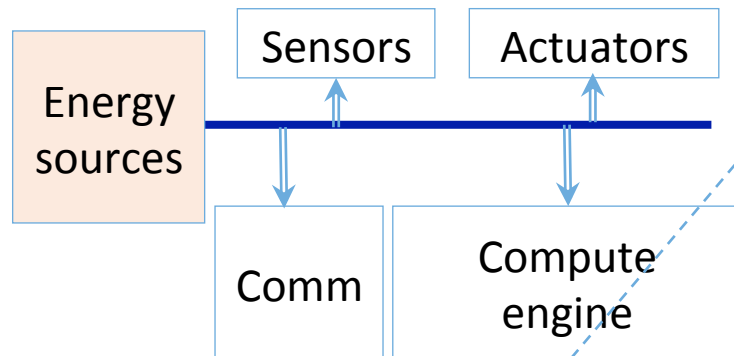 Sensors
Actuators
Energy
sources
Comm
Compute
engine